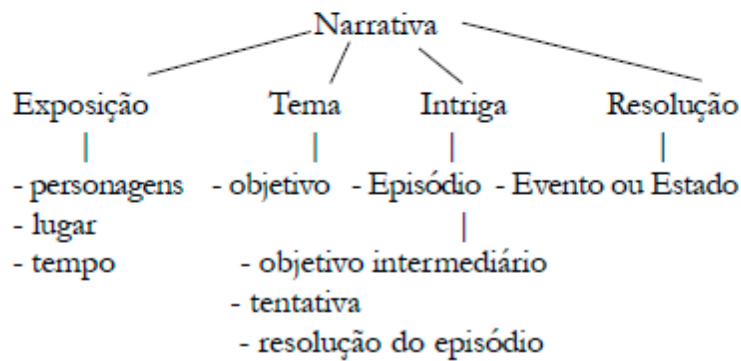 Narrativa
Exposição Tema Intriga Resolução
- personagens - objetivo - Episódio - Evento ou Estado
- lugar
- tempo - objetivo intermediário
- tentativa
- resolução do episódio